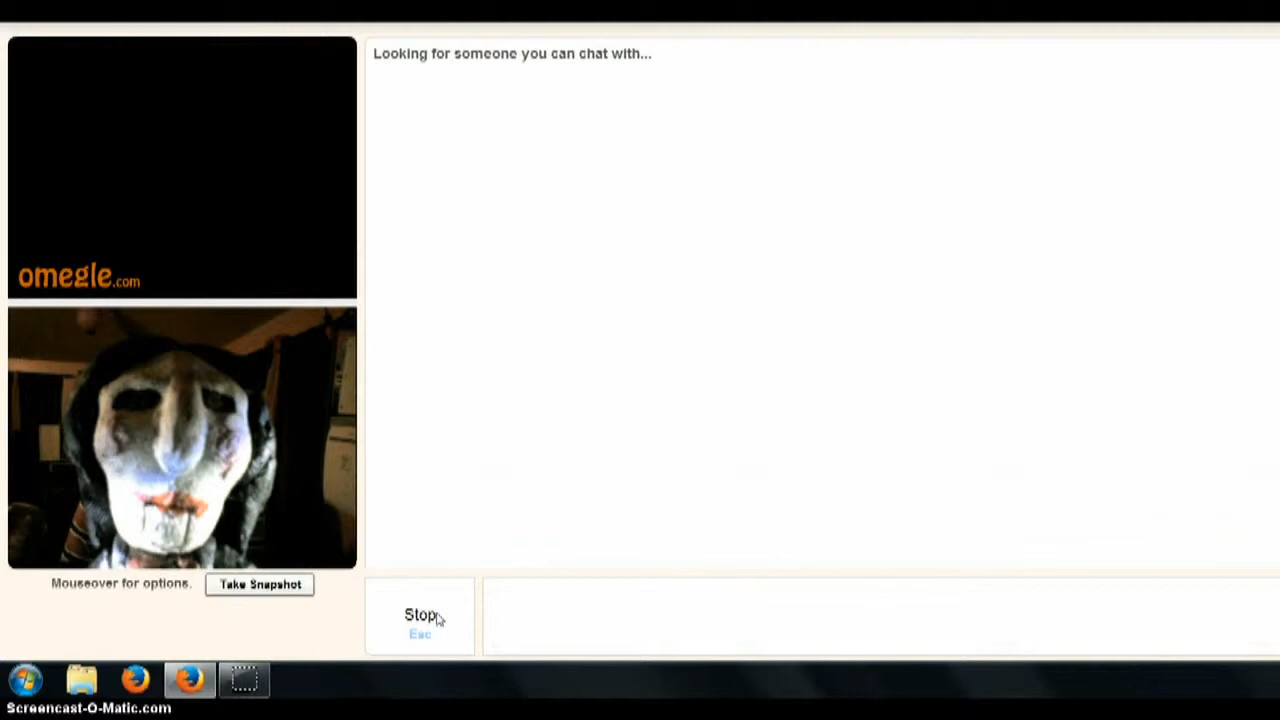 Looking for someone you can chat with...
omegle.com
Mouseover for options.
Take Snapshot
Stop
Esc
Screencast-O-Matic.com